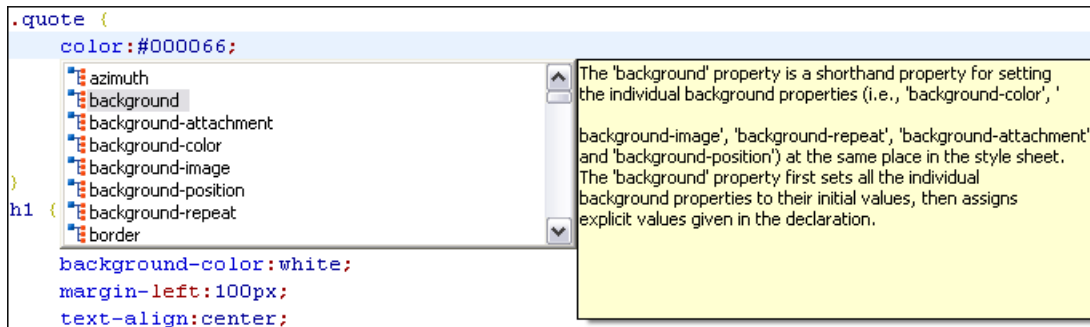 .quote {
color:#000066;
azimuth
background
background-attachment
background-color
background-image
background-position
background-repeat
border
The 'background' property is a shorthand property for setting
the individual background properties (i.e., 'background-color', '
background-image', 'background-repeat', 'background-attachment'
and 'background-position') at the same place in the style sheet.
The 'background' property first sets all the individual
background properties to their initial values, then assigns
explicit values given in the declaration.
}
h1 {
background-color:white;
margin-left:100px;
text-align:center;